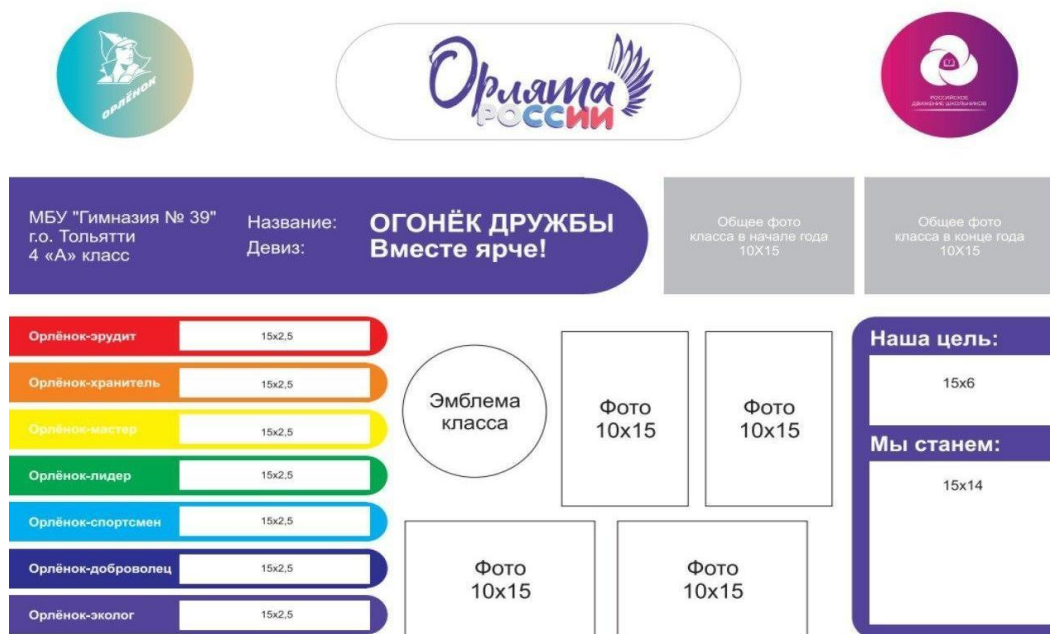 ОРЛЁНОК
Орлята
РОССИИ
РОССИЙСКОЕ
ДВИЖЕНИЕ ШКОЛЬНИКОВ
МБУ "Гимназия № 39"
г.о. Тольятти
4 «А» класс
Название:
Девиз:
ОГОНЁК ДРУЖБЫ
Вместе ярче!
Общее фото
класса в начале года
10Х15
Общее фото
класса в конце года
10Х15
Орлёнок-эрудит
15х2,5
Орлёнок-хранитель
15х2,5
Орлёнок-мастер
15х2,5
Орлёнок-лидер
15х2,5
Орлёнок-спортсмен
15х2,5
Орлёнок-доброволец
15х2,5
Орлёнок-эколог
15х2,5
Эмблема
класса
Фото
10х15
Фото
10х15
Фото
10х15
Фото
10х15
Наша цель:
15х6
Мы станем:
15х14